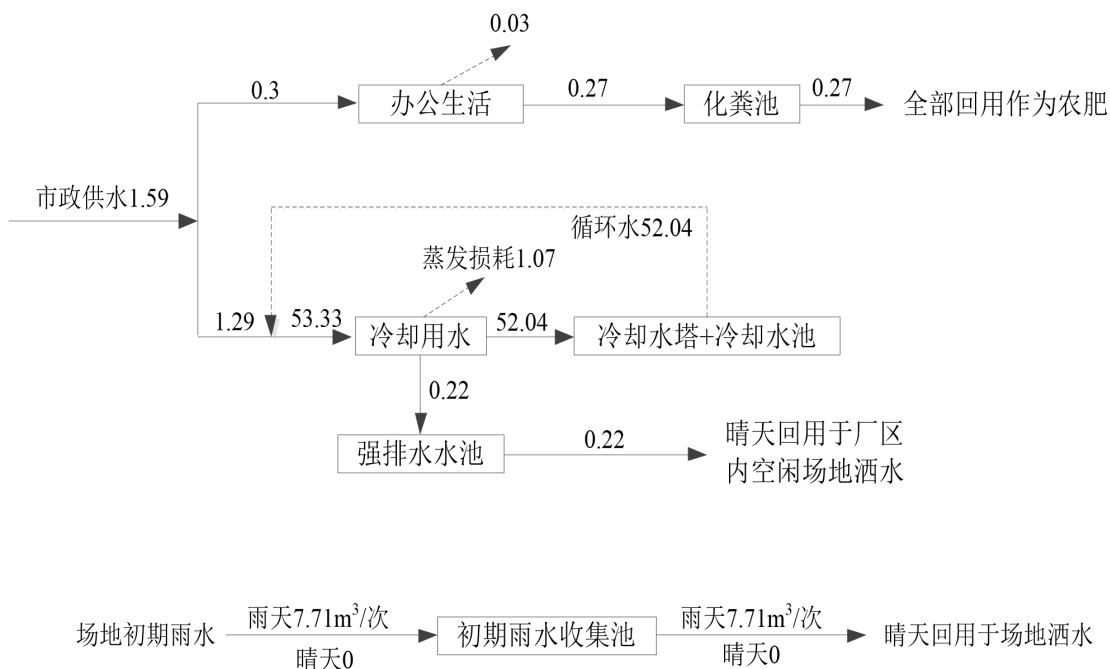 0.03
0.3
办公生活
0.27
化粪池
0.27
全部回用作为农肥
市政供水1.59
循环水52.04
蒸发损耗1.07
1.29
53.33
冷却用水
52.04
冷却水塔+冷却水池
0.22
强排水水池
0.22
晴天回用于厂区
内空闲场地洒水
场地初期雨水
雨天7.71m³/次
晴天0
初期雨水收集池
雨天7.71m³/次
晴天0
晴天回用于场地洒水